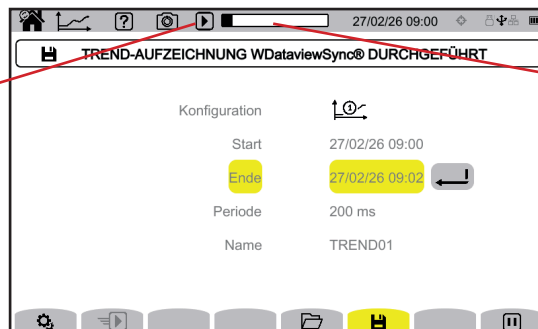 27/02/26 09:00
TREND-AUFZEICHNUNG WDataviewSync® DURCHGEFÜHRT
Konfiguration
Start 27/02/26 09:00
Ende 27/02/26 09:02
Periode 200 ms
Name TREND01